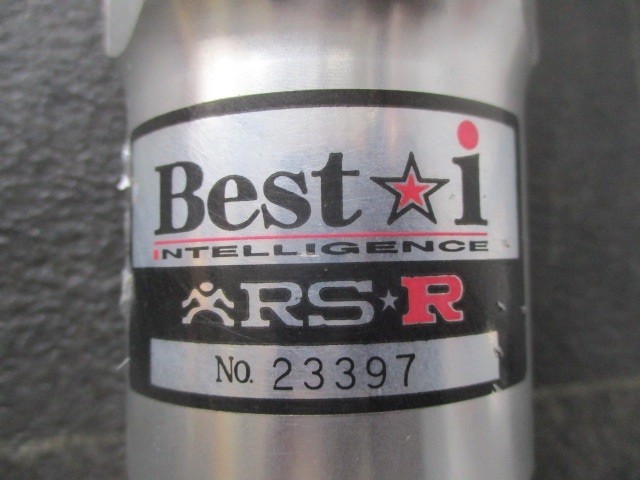 Best☆i
iNTELLIGENCE
RS★R
No. 23397